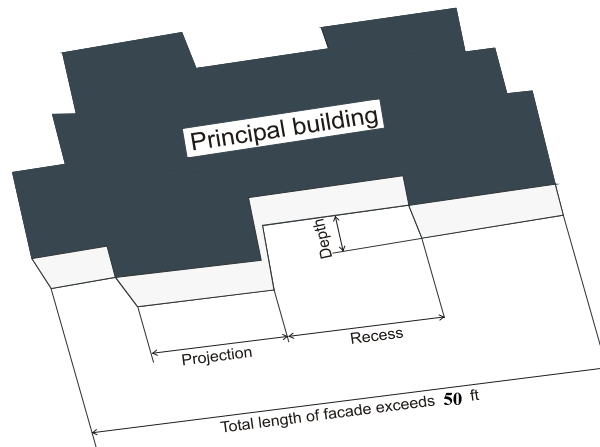 Principal building
Depth
Projection
Recess
Total length of facade exceeds 50 ft